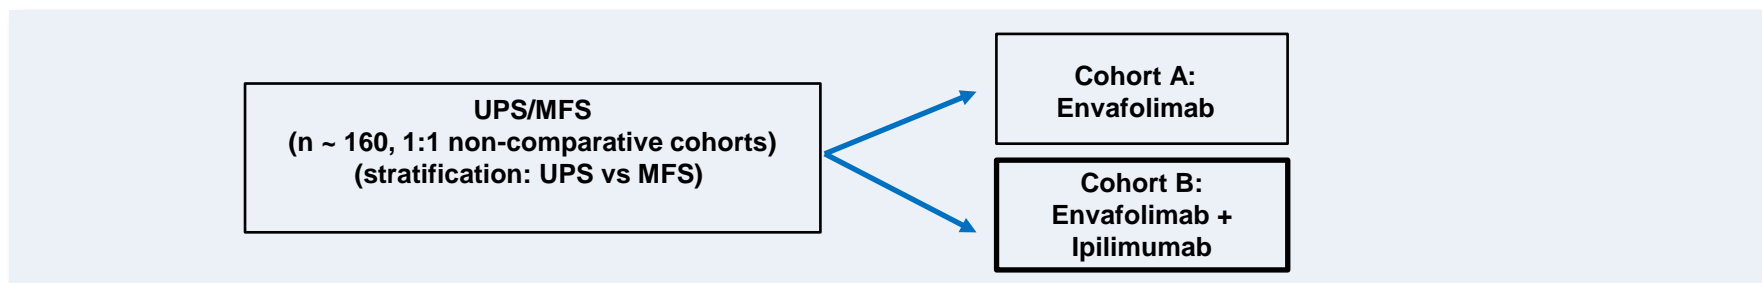 UPS/MFS
(n ~ 160, 1:1 non-comparative cohorts)
(stratification: UPS vs MFS)
Cohort A:
Envafolimab
Cohort B:
Envafolimab +
Ipilimumab